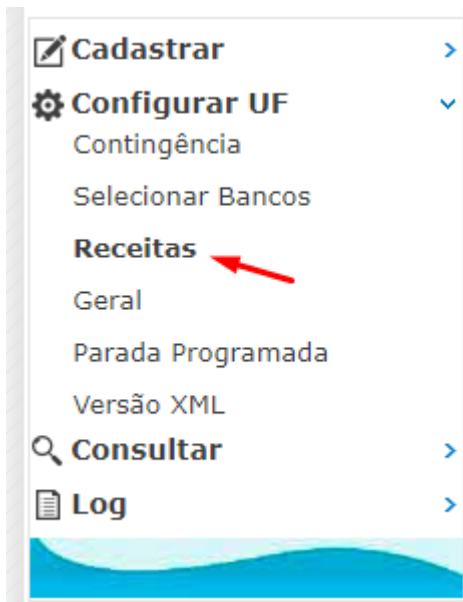 Cadastrar
Configurar UF
Contingência
Selecionar Bancos
Receitas
Geral
Parada Programada
Versão XML
Consultar
Log